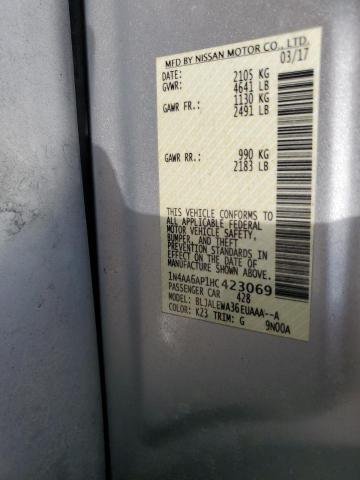 MFD BY NISSAN MOTOR CO., LTD.
DATE: 03/17
GVWR: 2105 KG
4641 LB
GAWR FR.: 1130 KG
2491 LB
GAWR RR.: 990 KG
2183 LB
THIS VEHICLE CONFORMS TO
ALL APPLICABLE FEDERAL
MOTOR VEHICLE SAFETY,
BUMPER, AND THEFT
PREVENTION STANDARDS IN
EFFECT ON THE DATE OF
MANUFACTURE SHOWN ABOVE.
1N4AA6AP1HC423069
PASSENGER CAR 428
MODEL: BLJALEWA36EUAAA--A
COLOR: K23 TRIM: G 9N00A